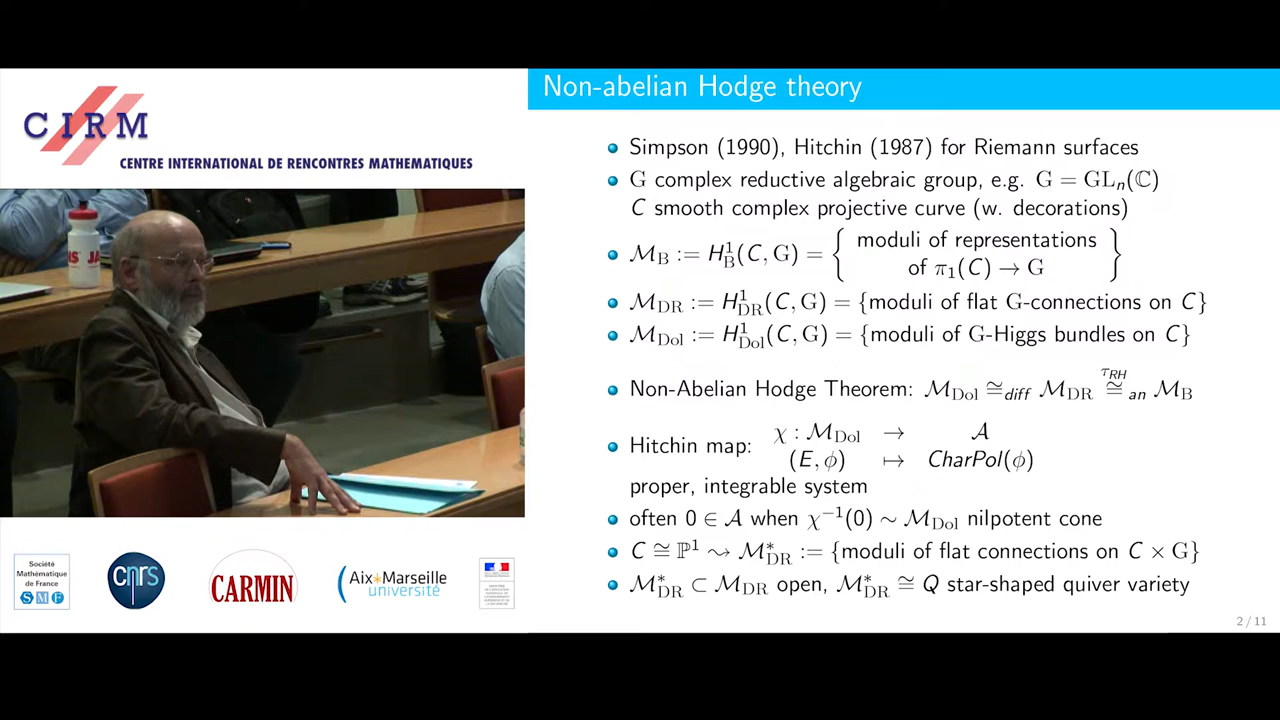 CIRM
CENTRE INTERNATIONAL DE RENCONTRES MATHEMATIQUES
Société
Mathématique
de France
SMF
cnrs
CARMIN
Aix*Marseille
université
Non-abelian Hodge theory
Simpson (1990), Hitchin (1987) for Riemann surfaces
G complex reductive algebraic group, e.g. G = GLₙ(ℂ)
C smooth complex projective curve (w. decorations)
ℳ_B := H¹_B(C, G) = { moduli of representations
of π₁(C) → G }
ℳ_DR := H¹_DR(C, G) = {moduli of flat G-connections on C}
ℳ_Dol := H¹_Dol(C, G) = {moduli of G-Higgs bundles on C}
Non-Abelian Hodge Theorem: ℳ_Dol ≅_diff ℳ_DR ≅^τ_RH_an ℳ_B
Hitchin map: χ : ℳ_Dol → 𝒜
(E, ϕ) ↦ CharPol(ϕ)
proper, integrable system
often 0 ∈ 𝒜 when χ⁻¹(0) ∼ ℳ_Dol nilpotent cone
C ≅ ℙ¹ ⇝ ℳ*_DR := {moduli of flat connections on C × G}
ℳ*_DR ⊂ ℳ_DR open, ℳ*_DR ≅ Q star-shaped quiver variety
2 / 11